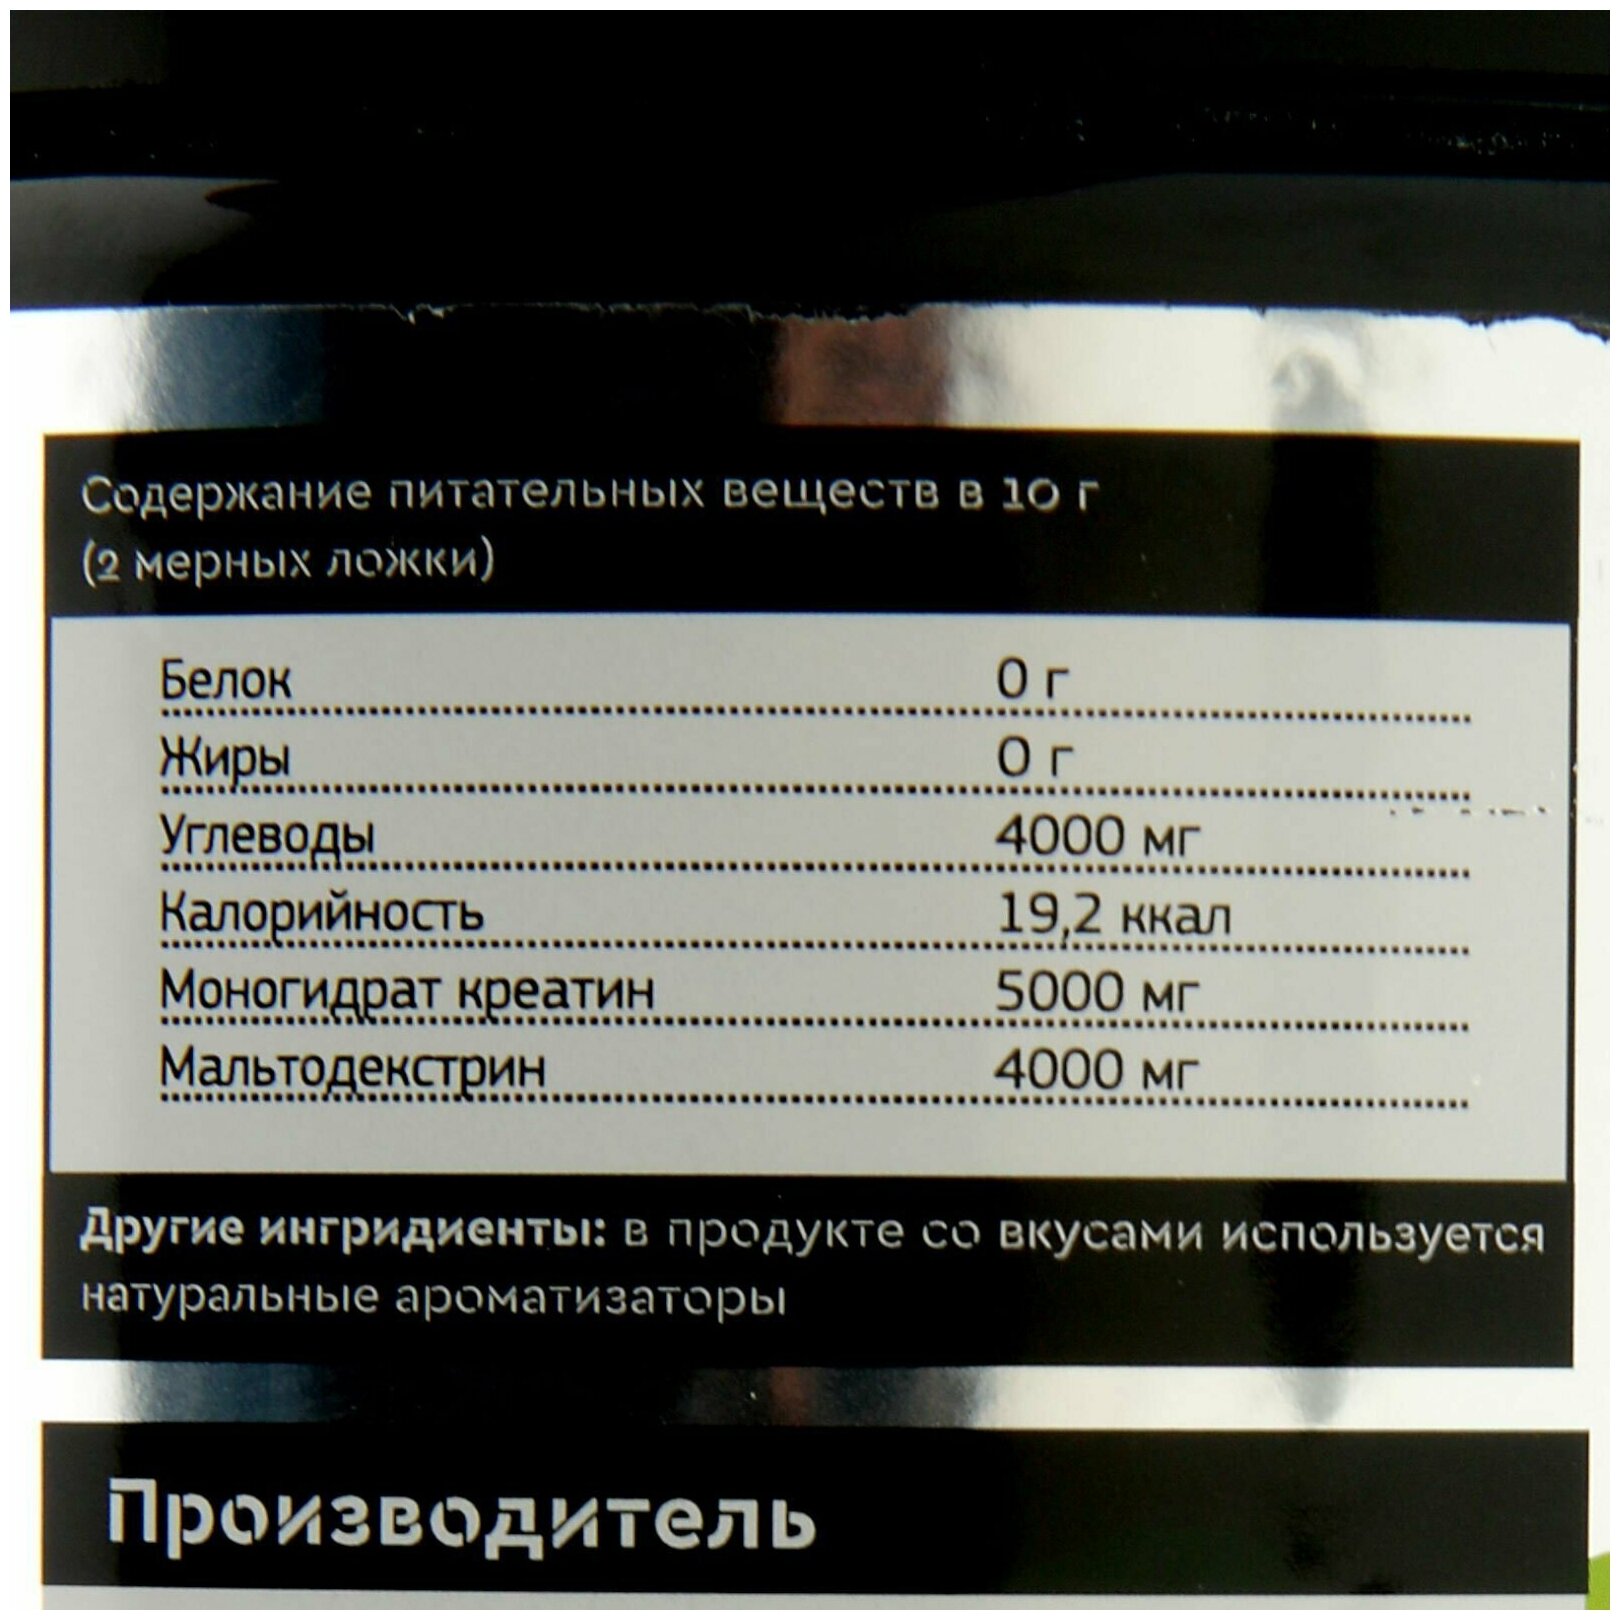 Содержание питательных веществ в 10 г
(2 мерных ложки)
Белок 0 г
Жиры 0 г
Углеводы 4000 мг
Калорийность 19,2 ккал
Моногидрат креатин 5000 мг
Мальтодекстрин 4000 мг
Другие ингридиенты: в продукте со вкусами используется
натуральные ароматизаторы
Производитель